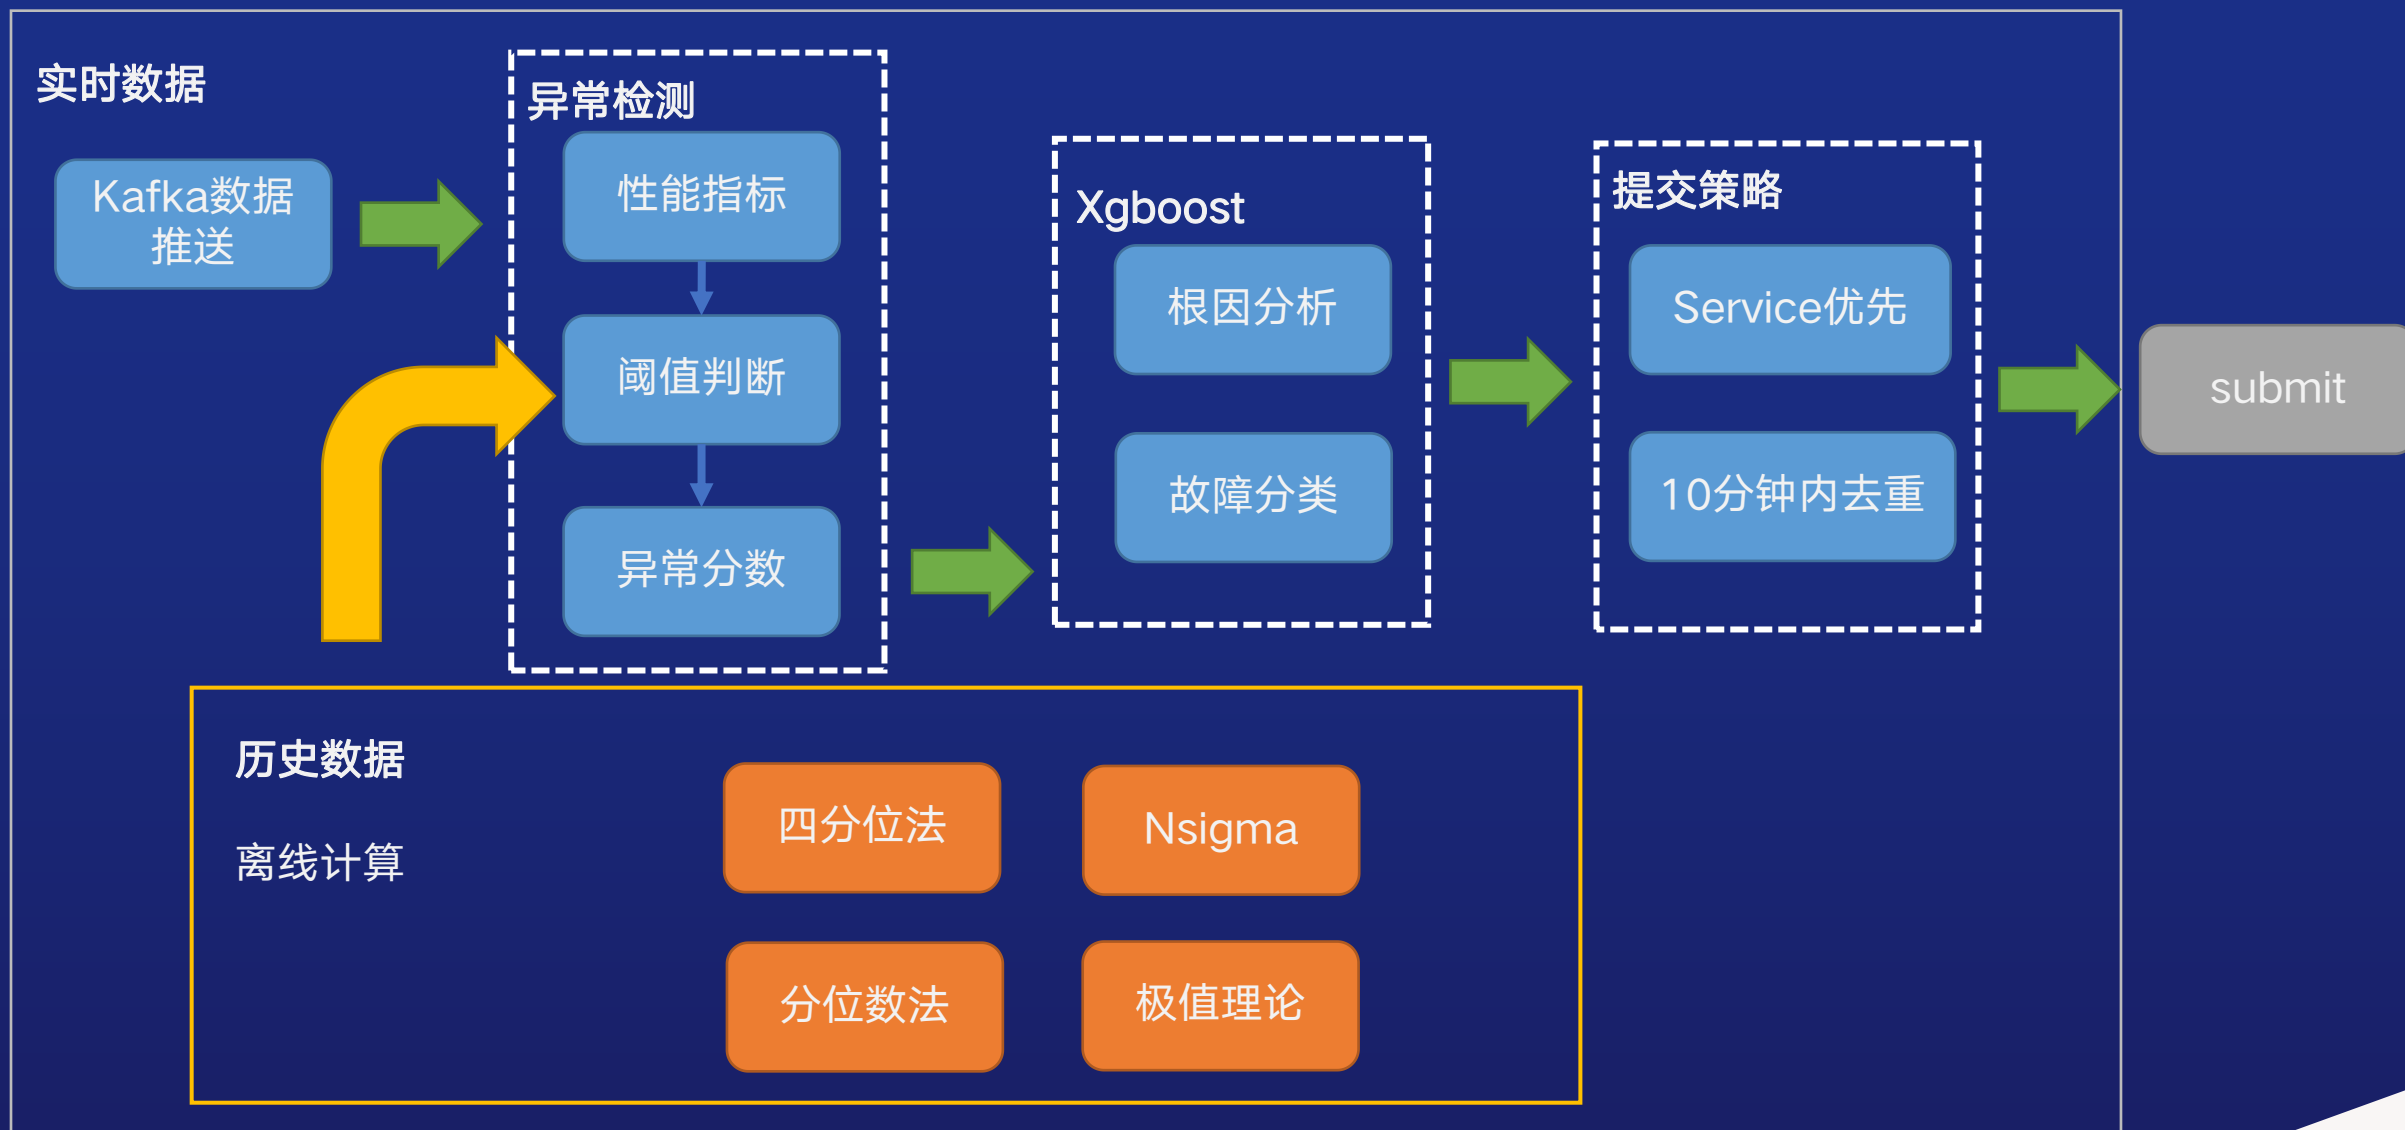 实时数据
Kafka数据
推送
异常检测
性能指标
阈值判断
异常分数
Xgboost
根因分析
故障分类
提交策略
Service优先
10分钟内去重
submit
历史数据
离线计算
四分位法
Nsigma
分位数法
极值理论